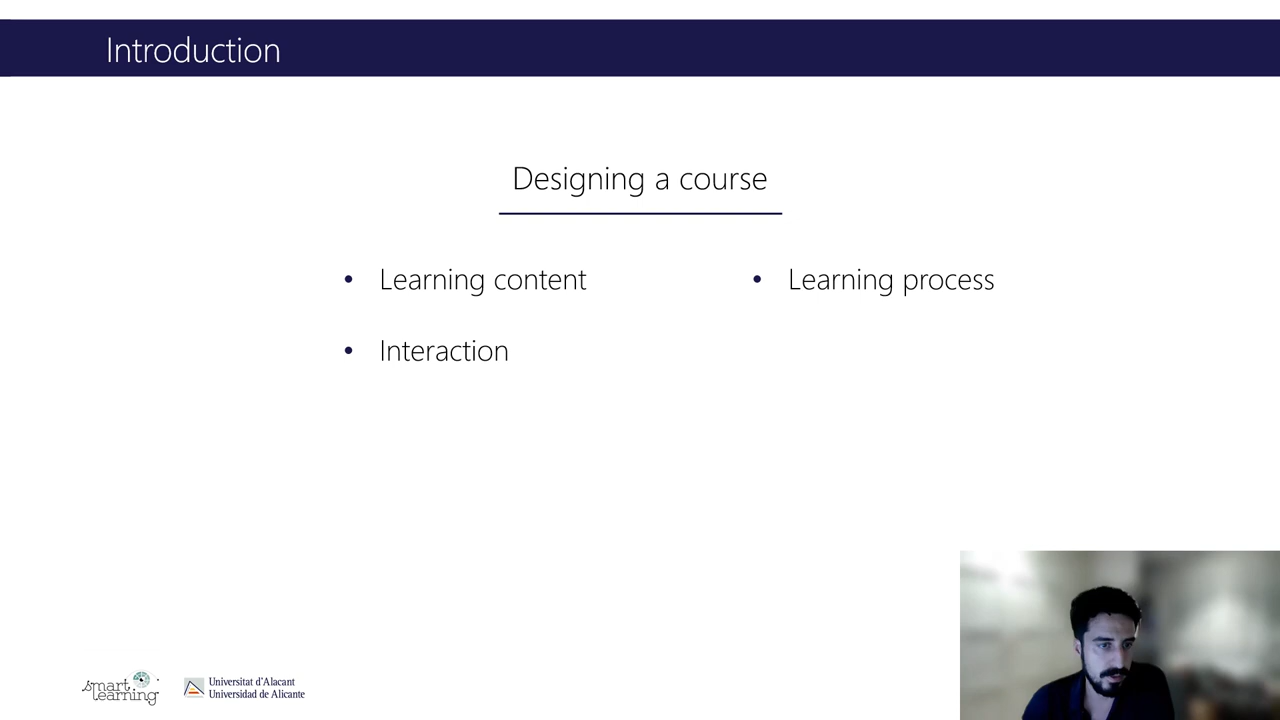 Introduction
Designing a course
• Learning content
• Learning process
• Interaction
smart learning
Universitat d'Alacant
Universidad de Alicante